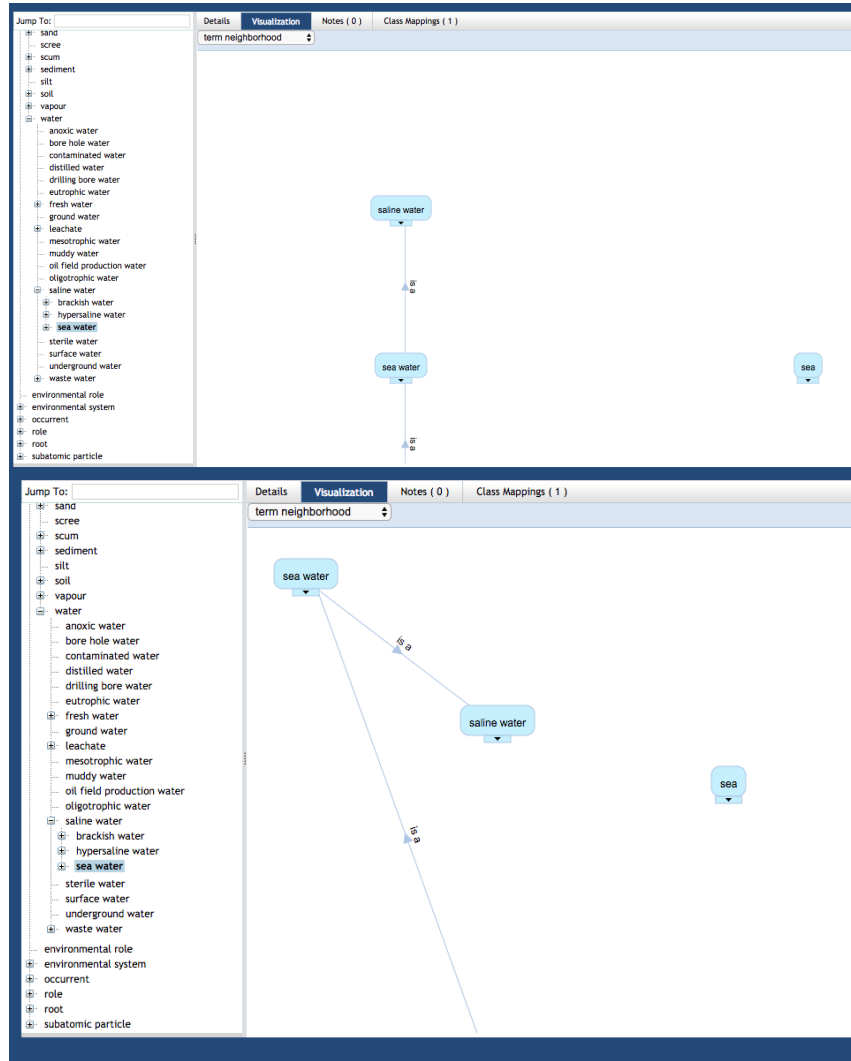 Jump To:
Details
Visualization
Notes ( 0 )
Class Mappings ( 1 )
term neighborhood
sand
scree
scum
sediment
silt
soil
vapour
water
anoxic water
bore hole water
contaminated water
distilled water
drilling bore water
eutrophic water
fresh water
ground water
leachate
mesotrophic water
muddy water
oil field production water
oligotrophic water
saline water
brackish water
hypersaline water
sea water
sterile water
surface water
underground water
waste water
environmental role
environmental system
occurrent
role
root
subatomic particle
saline water
is a
sea water
sea
is a
Jump To:
Details
Visualization
Notes ( 0 )
Class Mappings ( 1 )
term neighborhood
sand
scree
scum
sediment
silt
soil
vapour
water
anoxic water
bore hole water
contaminated water
distilled water
drilling bore water
eutrophic water
fresh water
ground water
leachate
mesotrophic water
muddy water
oil field production water
oligotrophic water
saline water
brackish water
hypersaline water
sea water
sterile water
surface water
underground water
waste water
environmental role
environmental system
occurrent
role
root
subatomic particle
sea water
is a
saline water
sea
is a